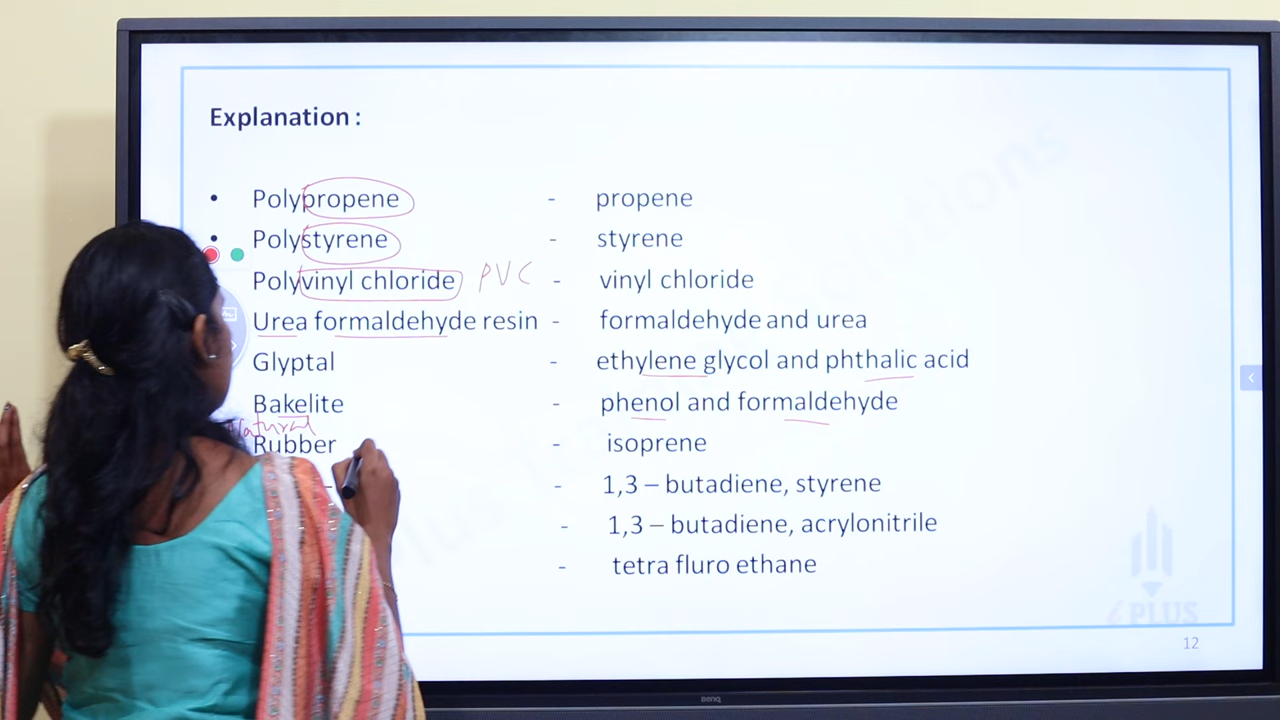 Explanation :
• Polypropene - propene
• Polystyrene - styrene
Polyvinyl chloride PVC - vinyl chloride
Urea formaldehyde resin - formaldehyde and urea
Glyptal - ethylene glycol and phthalic acid
Bakelite - phenol and formaldehyde
Natural
Rubber - isoprene
- 1,3 – butadiene, styrene
- 1,3 – butadiene, acrylonitrile
- tetra fluro ethane
iPLUS
12
BenQ